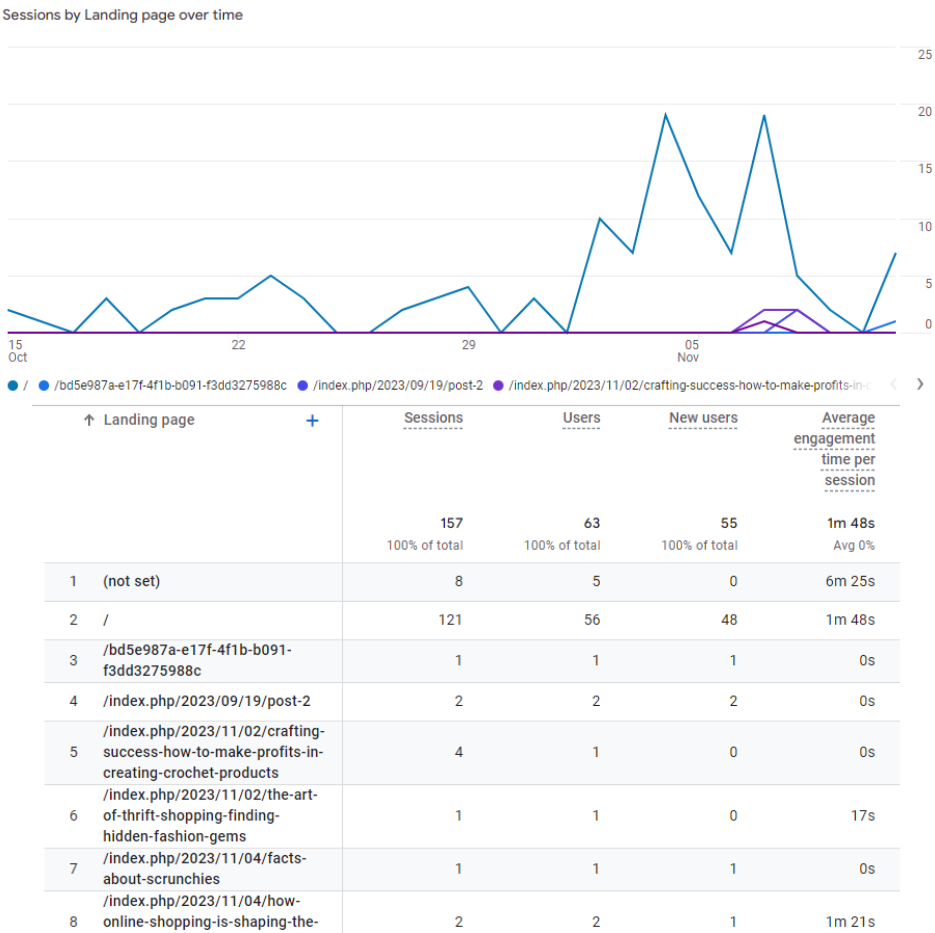 Sessions by Landing page over time
25
20
15
10
5
0
15
Oct
22
29
05
Nov
/
/bd5e987a-e17f-4f1b-b091-f3dd3275988c
/index.php/2023/09/19/post-2
/index.php/2023/11/02/crafting-success-how-to-make-profits-in-
Landing page
Sessions
Users
New users
Average
engagement
time per
session
157
63
55
1m 48s
100% of total
100% of total
100% of total
Avg 0%
1 (not set) 8 5 0 6m 25s
2 / 121 56 48 1m 48s
/bd5e987a-e17f-4f1b-b091-
3 1 1 1 0s
f3dd3275988c
4 /index.php/2023/09/19/post-2 2 2 2 0s
/index.php/2023/11/02/crafting-
5 success-how-to-make-profits-in- 4 1 0 0s
creating-crochet-products
/index.php/2023/11/02/the-art-
6 of-thrift-shopping-finding- 1 1 0 17s
hidden-fashion-gems
/index.php/2023/11/04/facts-
7 1 1 1 0s
about-scrunchies
/index.php/2023/11/04/how-
8 online-shopping-is-shaping-the- 2 2 1 1m 21s